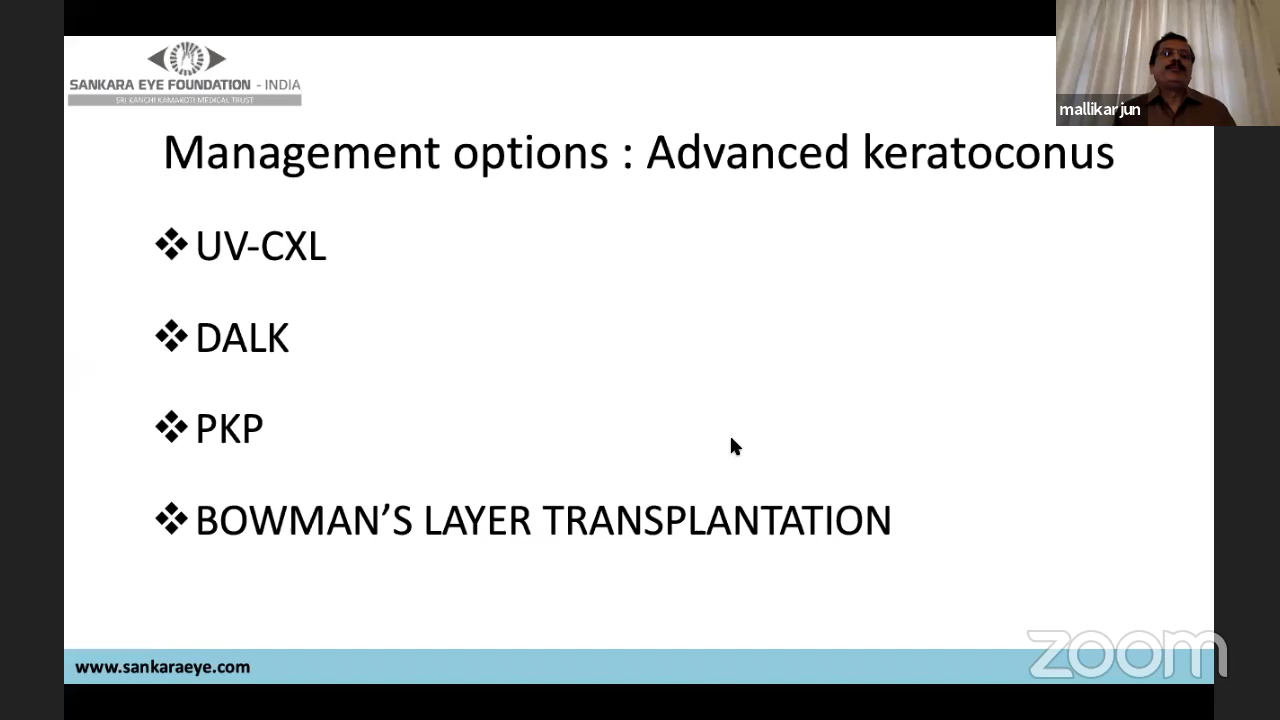 SANKARA EYE FOUNDATION - INDIA
SRI KANCHI KAMAKOTI MEDICAL TRUST
mallikarjun
Management options : Advanced keratoconus
❖ UV-CXL
❖ DALK
❖ PKP
❖ BOWMAN’S LAYER TRANSPLANTATION
www.sankaraeye.com
zoom